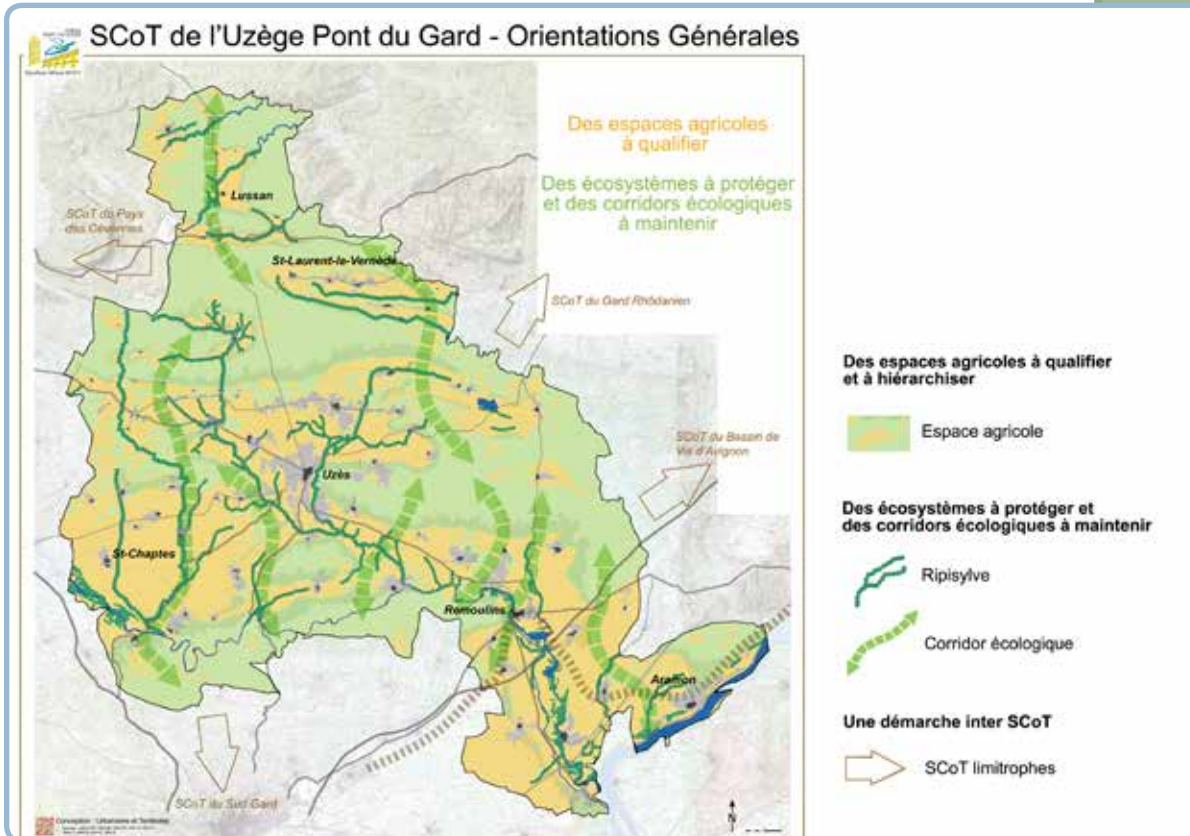 SCoT de l'Uzège Pont du Gard - Orientations Générales
Des espaces agricoles
à qualifier
Des écosystèmes à protéger
et des corridors écologiques
à maintenir
Lussan
SCoT du Pays
des Cévennes
St-Laurent-la-Vernède
SCoT du Gard Rhôdanien
SCoT du Bassin de
Vie d'Avignon
Uzès
St-Chaptes
Remoulins
Aramon
SCoT du Sud Gard
Conception : Urbanisme et Territoires
N
Des espaces agricoles à qualifier
et à hiérarchiser
Espace agricole
Des écosystèmes à protéger et
des corridors écologiques à maintenir
Ripisylve
Corridor écologique
Une démarche inter SCoT
SCoT limitrophes